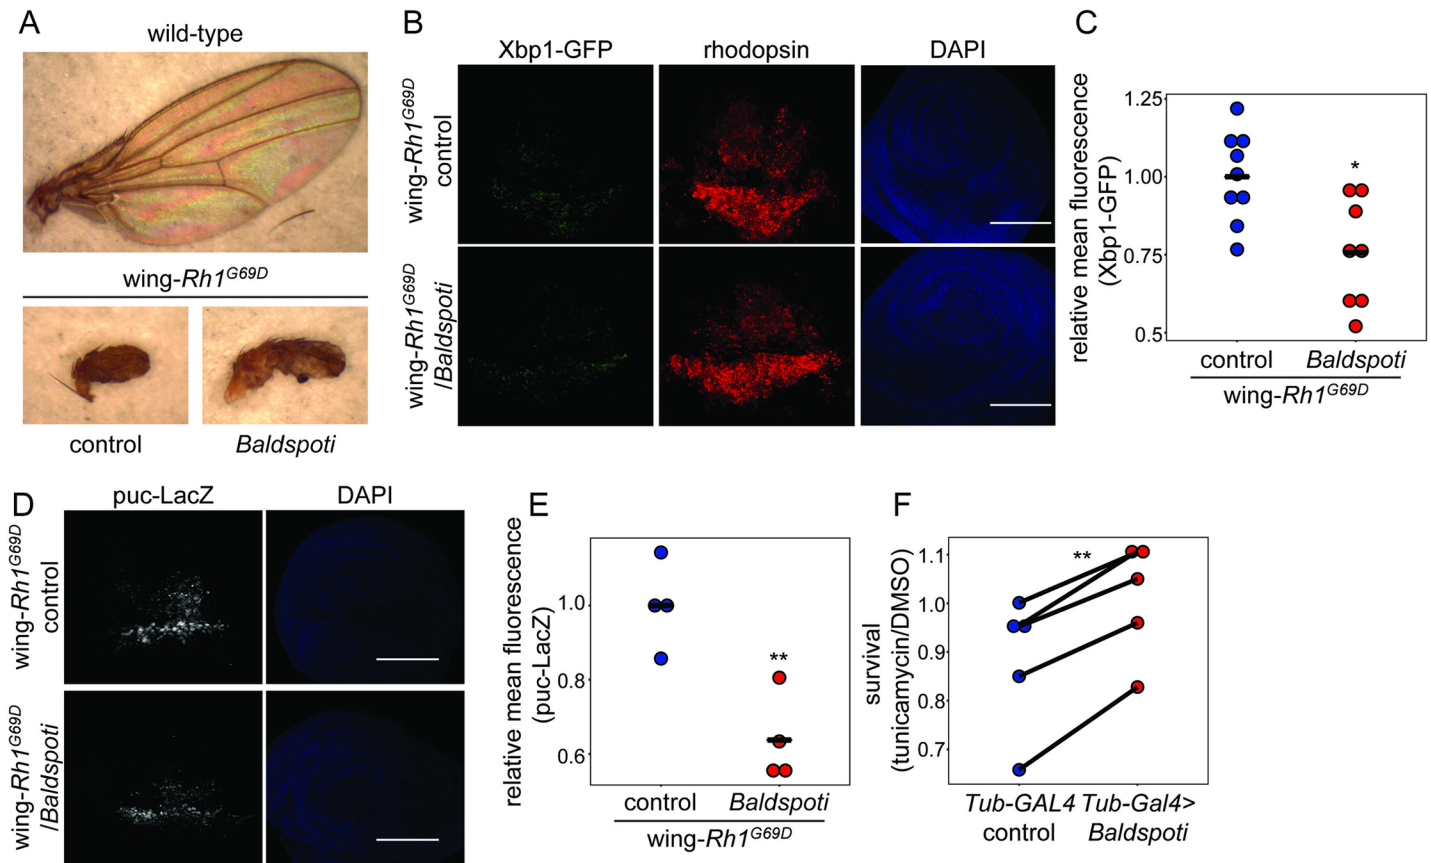 A
wild-type
wing-Rh1G69D
control
Baldspoti
B
Xbp1-GFP
rhodopsin
DAPI
wing-Rh1G69D
control
wing-Rh1G69D
/Baldspoti
C
relative mean fluorescence
(Xbp1-GFP)
1.25
1.00
0.75
0.5
*
control
Baldspoti
wing-Rh1G69D
D
puc-LacZ
DAPI
wing-Rh1G69D
control
wing-Rh1G69D
/Baldspoti
E
relative mean fluorescence
(puc-LacZ)
1.0
0.8
0.6
**
control
Baldspoti
wing-Rh1G69D
F
survival
(tunicamycin/DMSO)
1.1
1.0
0.9
0.8
0.7
**
Tub-GAL4
control
Tub-Gal4>
Baldspoti